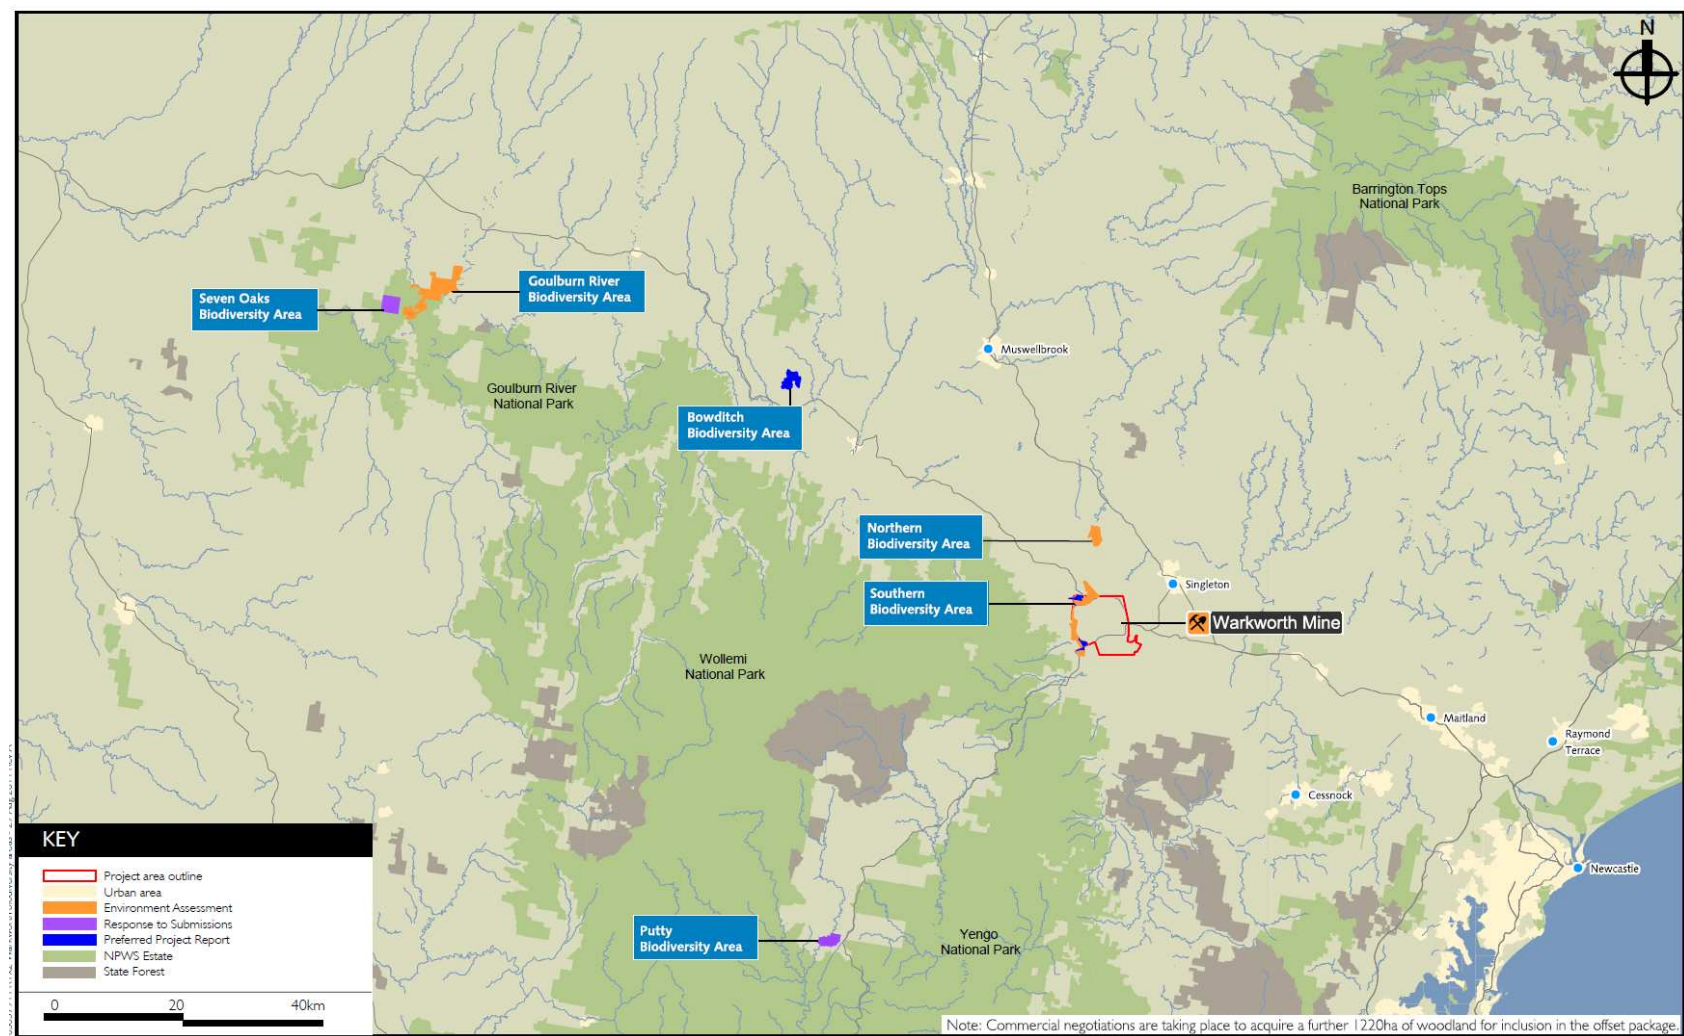 N
Barrington Tops
National Park
Goulburn River
Biodiversity Area
Seven Oaks
Biodiversity Area
Muswellbrook
Goulburn River
National Park
Bowditch
Biodiversity Area
Northern
Biodiversity Area
Southern
Biodiversity Area
Singleton
Warkworth Mine
Wollemi
National Park
Maitland
Raymond
Terrace
Cessnock
Newcastle
Putty
Biodiversity Area
Yengo
National Park
KEY
Project area outline
Urban area
Environment Assessment
Response to Submissions
Preferred Project Report
NPWS Estate
State Forest
0 20 40km
Note: Commercial negotiations are taking place to acquire a further 1220ha of woodland for inclusion in the offset package.